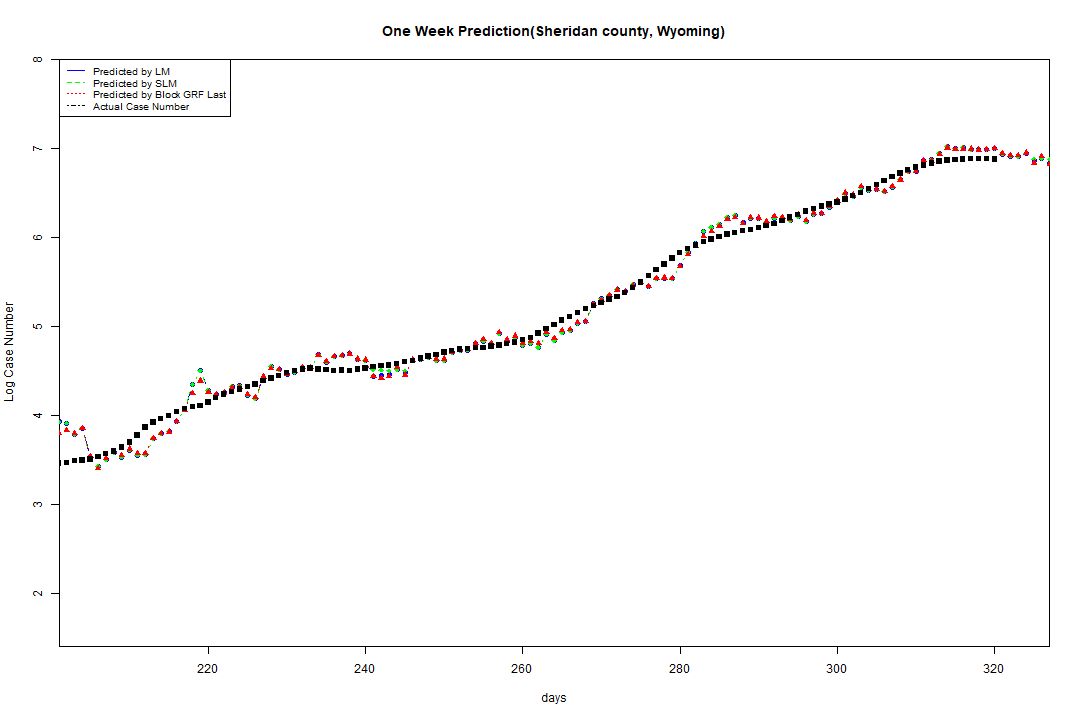 One Week Prediction(Sheridan county, Wyoming)
Predicted by LM
Predicted by SLM
Predicted by Block GRF Last
Actual Case Number
8
7
6
5
4
3
2
Log Case Number
220
240
260
280
300
320
days